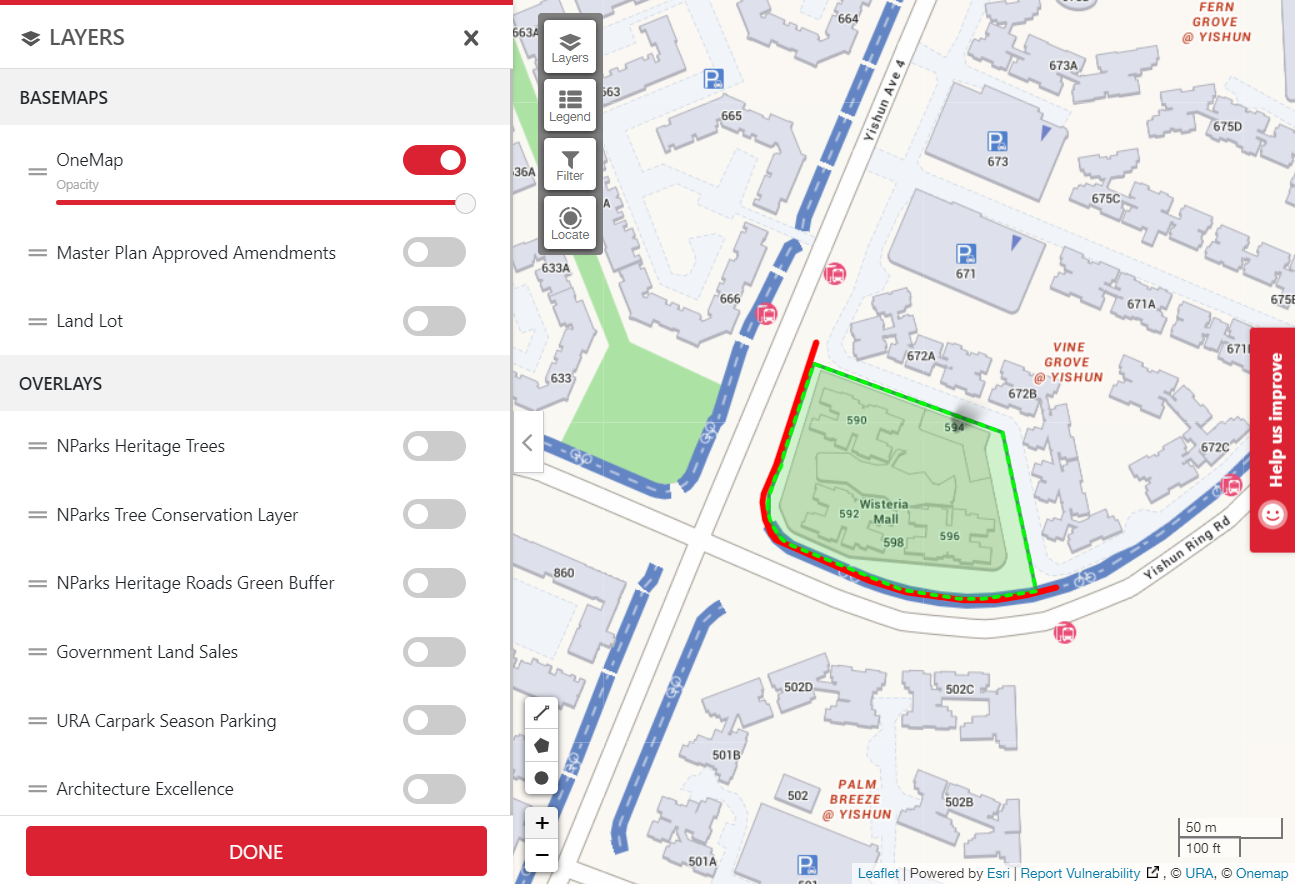 LAYERS
BASEMAPS
OneMap
Opacity
Master Plan Approved Amendments
Land Lot
OVERLAYS
NParks Heritage Trees
NParks Tree Conservation Layer
NParks Heritage Roads Green Buffer
Government Land Sales
URA Carpark Season Parking
Architecture Excellence
DONE
Layers
Legend
Filter
Locate
663A
664
FERN
GROVE
@ YISHUN
673A
663
665
Yishun Ave 4
673
675D
36A
A
675C
633A
666
671
671A
675E
633
672A
VINE
GROVE
@ YISHUN
671
672B
590
594
672C
Wisteria
Mall
592
596
598
Yishun Ring Rd
860
502D
502C
501B
502
PALM
BREEZE
@ YISHUN
502B
501A
501
Help us improve
+
−
50 m
100 ft
Leaflet | Powered by Esri | Report Vulnerability , © URA, © Onemap